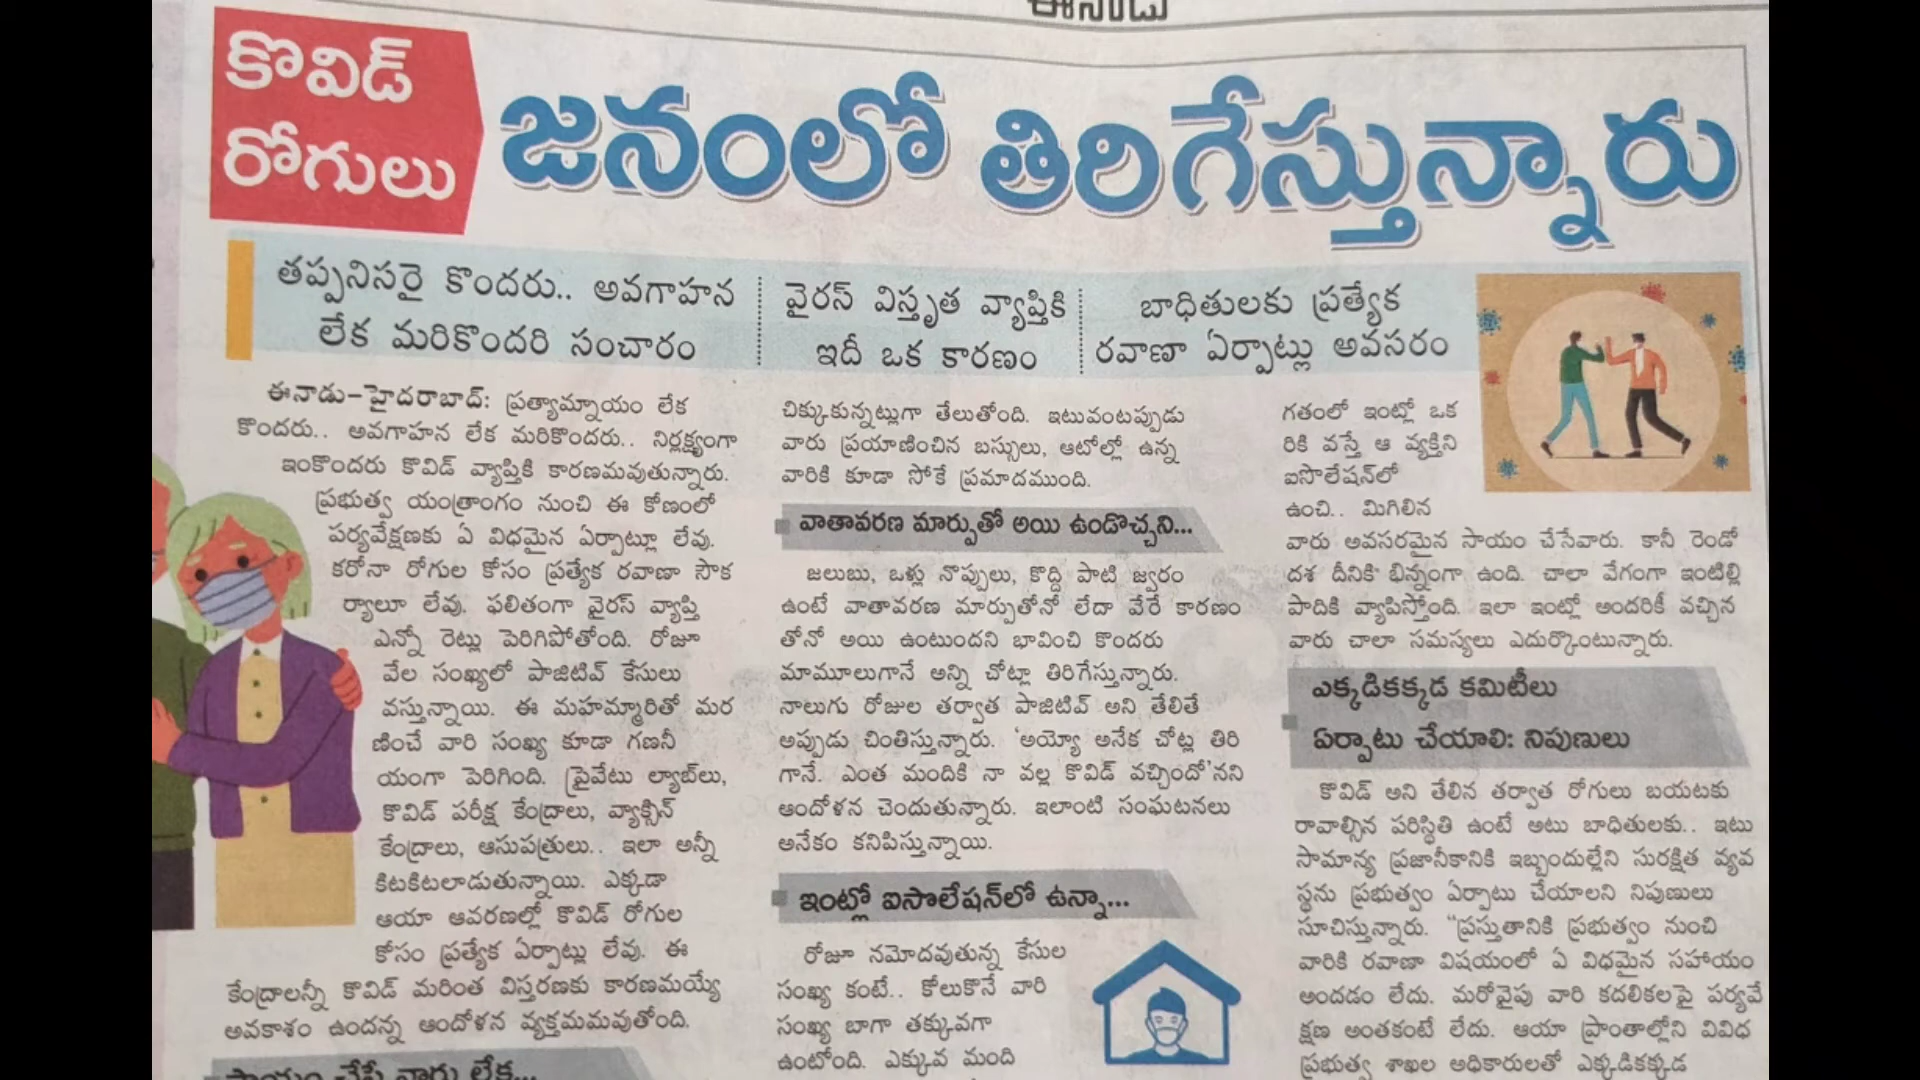 ఈనాడు
కొవిడ్
రోగులు
జనంలో తిరిగేస్తున్నారు
తప్పనిసరై కొందరు.. అవగాహన
లేక మరికొందరి సంచారం
వైరస్ విస్తృత వ్యాప్తికి
ఇదీ ఒక కారణం
బాధితులకు ప్రత్యేక
రవాణా ఏర్పాట్లు అవసరం
ఈనాడు-హైదరాబాద్: ప్రత్యామ్నాయం లేక
కొందరు.. అవగాహన లేక మరికొందరు.. నిర్లక్ష్యంగా
ఇంకొందరు కొవిడ్ వ్యాప్తికి కారణమవుతున్నారు.
ప్రభుత్వ యంత్రాంగం నుంచి ఈ కోణంలో
పర్యవేక్షణకు ఏ విధమైన ఏర్పాట్లూ లేవు.
కరోనా రోగుల కోసం ప్రత్యేక రవాణా సౌక
ర్యాలూ లేవు. ఫలితంగా వైరస్ వ్యాప్తి
ఎన్నో రెట్లు పెరిగిపోతోంది. రోజూ
వేల సంఖ్యలో పాజిటివ్ కేసులు
వస్తున్నాయి. ఈ మహమ్మారితో మర
ణించే వారి సంఖ్య కూడా గణనీ
యంగా పెరిగింది. ప్రైవేటు ల్యాబ్‌లు,
కొవిడ్ పరీక్ష కేంద్రాలు, వ్యాక్సిన్
కేంద్రాలు, ఆసుపత్రులు.. ఇలా అన్నీ
కిటకిటలాడుతున్నాయి. ఎక్కడా
ఆయా ఆవరణల్లో కొవిడ్ రోగుల
కోసం ప్రత్యేక ఏర్పాట్లు లేవు. ఈ
కేంద్రాలన్నీ కొవిడ్ మరింత విస్తరణకు కారణమయ్యే
అవకాశం ఉందన్న ఆందోళన వ్యక్తమమవుతోంది.
సాయం చేసే వారు లేక...
చిక్కుకున్నట్లుగా తేలుతోంది. ఇటువంటప్పుడు
వారు ప్రయాణించిన బస్సులు, ఆటోల్లో ఉన్న
వారికి కూడా సోకే ప్రమాదముంది.
వాతావరణ మార్పుతో అయి ఉండొచ్చని...
జలుబు, ఒళ్లు నొప్పులు, కొద్ది పాటి జ్వరం
ఉంటే వాతావరణ మార్పుతోనో లేదా వేరే కారణం
తోనో అయి ఉంటుందని భావించి కొందరు
మామూలుగానే అన్ని చోట్లా తిరిగేస్తున్నారు.
నాలుగు రోజుల తర్వాత పాజిటివ్ అని తేలితే
అప్పుడు చింతిస్తున్నారు. 'అయ్యో అనేక చోట్ల తిరి
గానే. ఎంత మందికి నా వల్ల కొవిడ్ వచ్చిందో'నని
ఆందోళన చెందుతున్నారు. ఇలాంటి సంఘటనలు
అనేకం కనిపిస్తున్నాయి.
ఇంట్లో ఐసొలేషన్‌లో ఉన్నా...
రోజూ నమోదవుతున్న కేసుల
సంఖ్య కంటే.. కోలుకొనే వారి
సంఖ్య బాగా తక్కువగా
ఉంటోంది. ఎక్కువ మంది
గతంలో ఇంట్లో ఒక
రికి వస్తే ఆ వ్యక్తిని
ఐసొలేషన్‌లో
ఉంచి.. మిగిలిన
వారు అవసరమైన సాయం చేసేవారు. కానీ రెండో
దశ దీనికి భిన్నంగా ఉంది. చాలా వేగంగా ఇంటిల్లి
పాదికి వ్యాపిస్తోంది. ఇలా ఇంట్లో అందరికీ వచ్చిన
వారు చాలా సమస్యలు ఎదుర్కొంటున్నారు.
ఎక్కడికక్కడ కమిటీలు
ఏర్పాటు చేయాలి: నిపుణులు
కొవిడ్ అని తేలిన తర్వాత రోగులు బయటకు
రావాల్సిన పరిస్థితి ఉంటే అటు బాధితులకు.. ఇటు
సామాన్య ప్రజానీకానికి ఇబ్బందుల్లేని సురక్షిత వ్యవ
స్థను ప్రభుత్వం ఏర్పాటు చేయాలని నిపుణులు
సూచిస్తున్నారు. "ప్రస్తుతానికి ప్రభుత్వం నుంచి
వారికి రవాణా విషయంలో ఏ విధమైన సహాయం
అందడం లేదు. మరోవైపు వారి కదలికలపై పర్యవే
క్షణ అంతకంటే లేదు. ఆయా ప్రాంతాల్లోని వివిధ
ప్రభుత్వ శాఖల అధికారులతో ఎక్కడికక్కడ